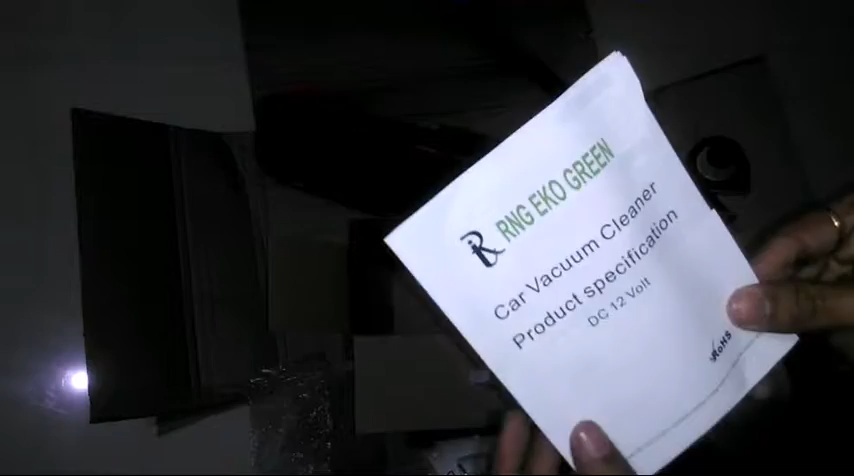 RNG EKO GREEN
Car Vacuum Cleaner
Product specification
DC 12 Volt
RoHS